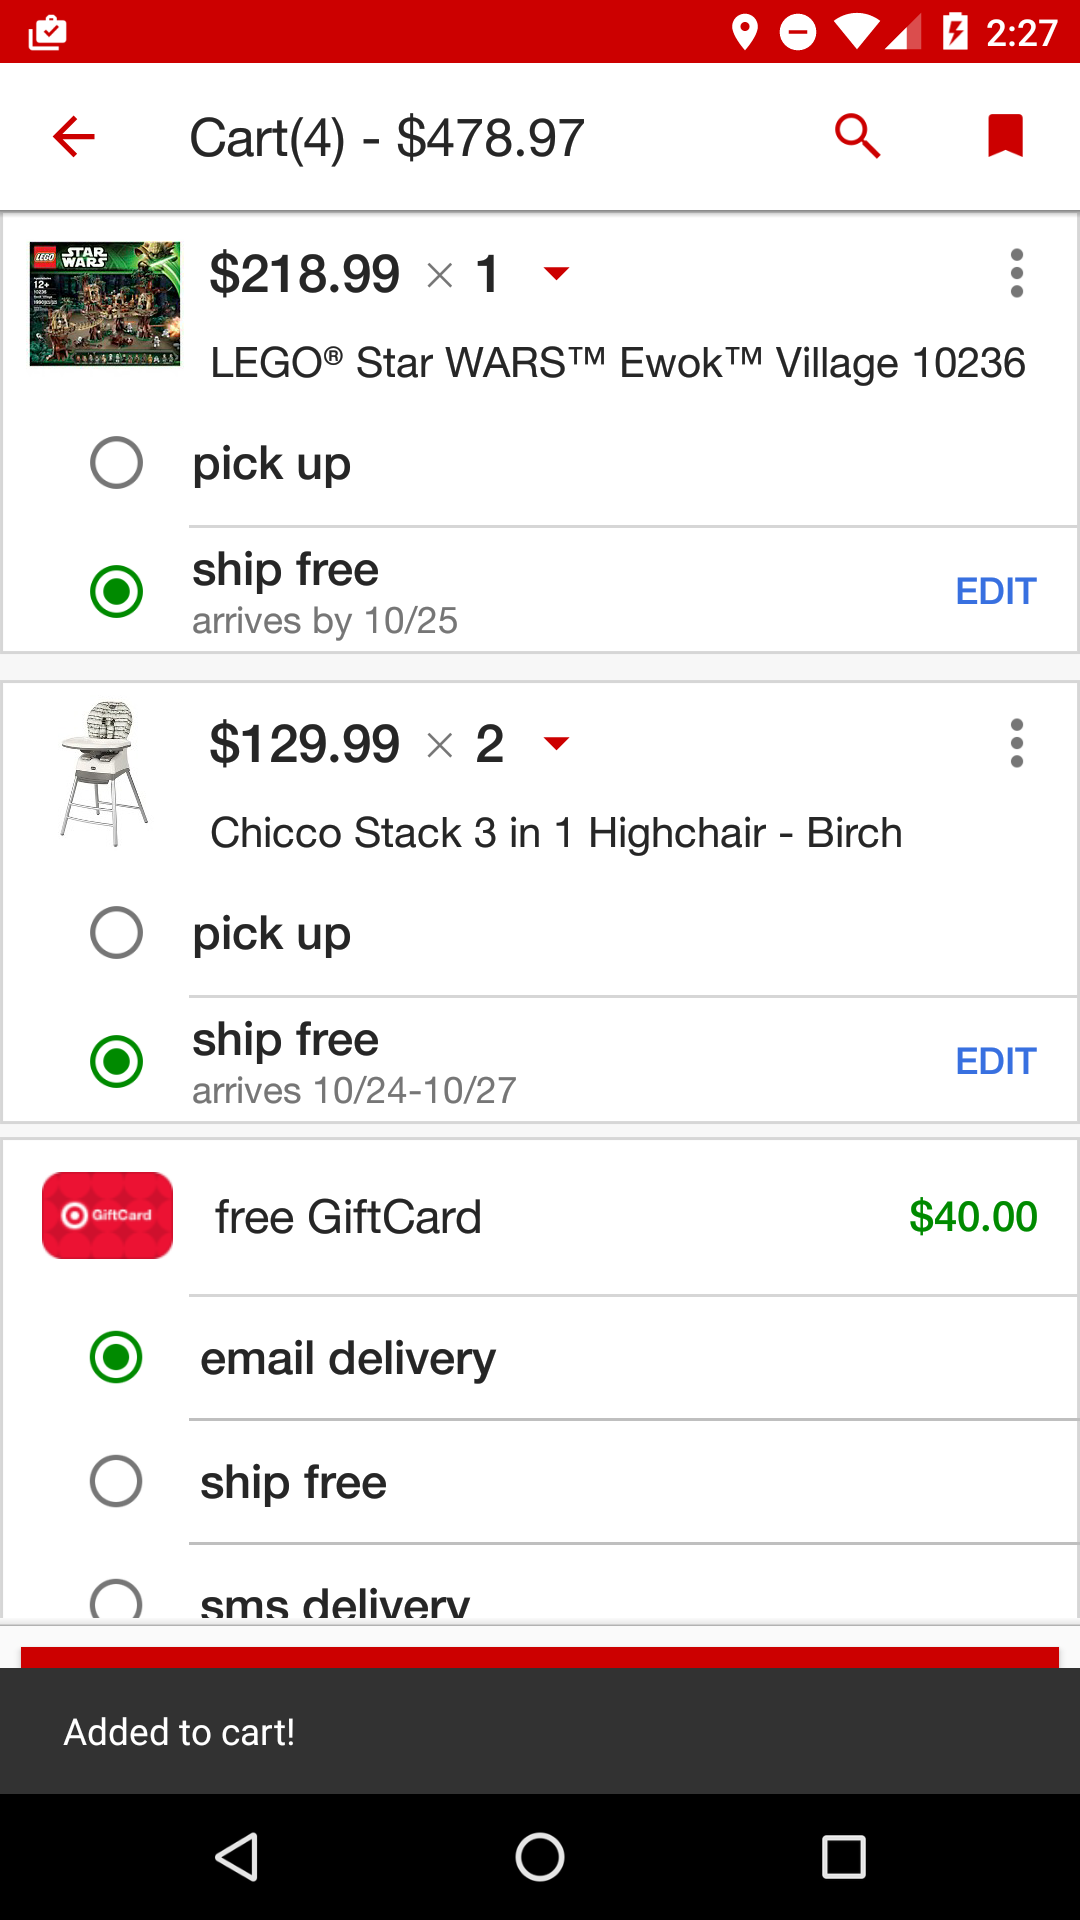 2:27
Cart(4) - $478.97
LEGO STAR WARS
12+
10236
$218.99 × 1
LEGO® Star WARS™ Ewok™ Village 10236
pick up
ship free
arrives by 10/25
EDIT
$129.99 × 2
Chicco Stack 3 in 1 Highchair - Birch
pick up
ship free
arrives 10/24-10/27
EDIT
GiftCard
free GiftCard
$40.00
email delivery
ship free
sms delivery
Added to cart!